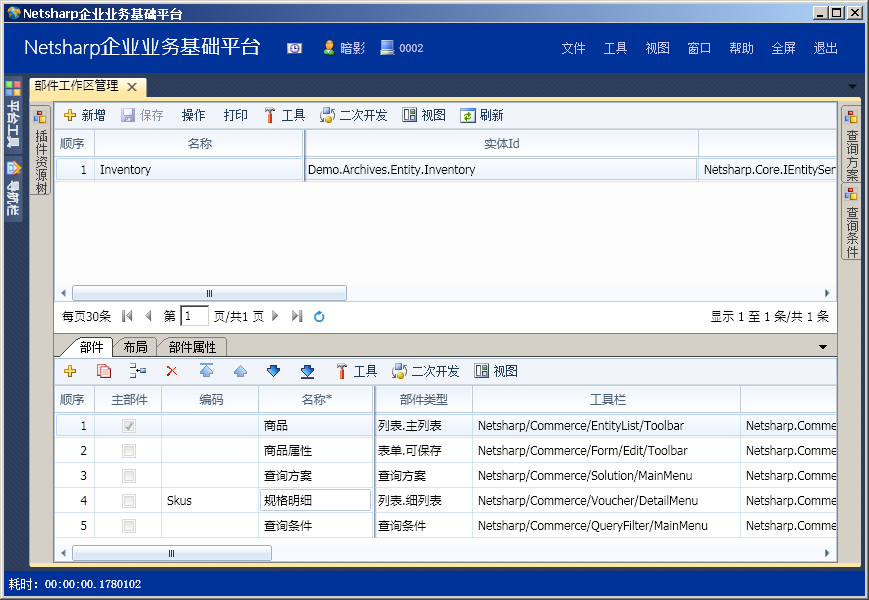 Netsharp企业业务基础平台
Netsharp企业业务基础平台 暗影 0002 文件 工具 视图 窗口 帮助 全屏 退出
平台工具
导航栏
部件工作区管理
插件资源树
新增 保存 操作 打印 工具 二次开发 视图 刷新
顺序 名称 实体Id
1 Inventory Demo.Archives.Entity.Inventory Netsharp.Core.IEntitySer
查询方案
查询条件
每页30条 第 1 页/共1 页 显示 1 至 1 条/共 1 条
部件 布局 部件属性
工具 二次开发 视图
顺序 主部件 编码 名称* 部件类型 工具栏
1 商品 列表.主列表 Netsharp/Commerce/EntityList/Toolbar Netsharp.Comme
2 商品属性 表单.可保存 Netsharp/Commerce/Form/Edit/Toolbar Netsharp.Comme
3 查询方案 查询方案 Netsharp/Commerce/Solution/MainMenu Netsharp.Comme
4 Skus 规格明细 列表.细列表 Netsharp/Commerce/Voucher/DetailMenu Netsharp.Comme
5 查询条件 查询条件 Netsharp/Commerce/QueryFilter/MainMenu Netsharp.Comme
耗时: 00:00:00.1780102